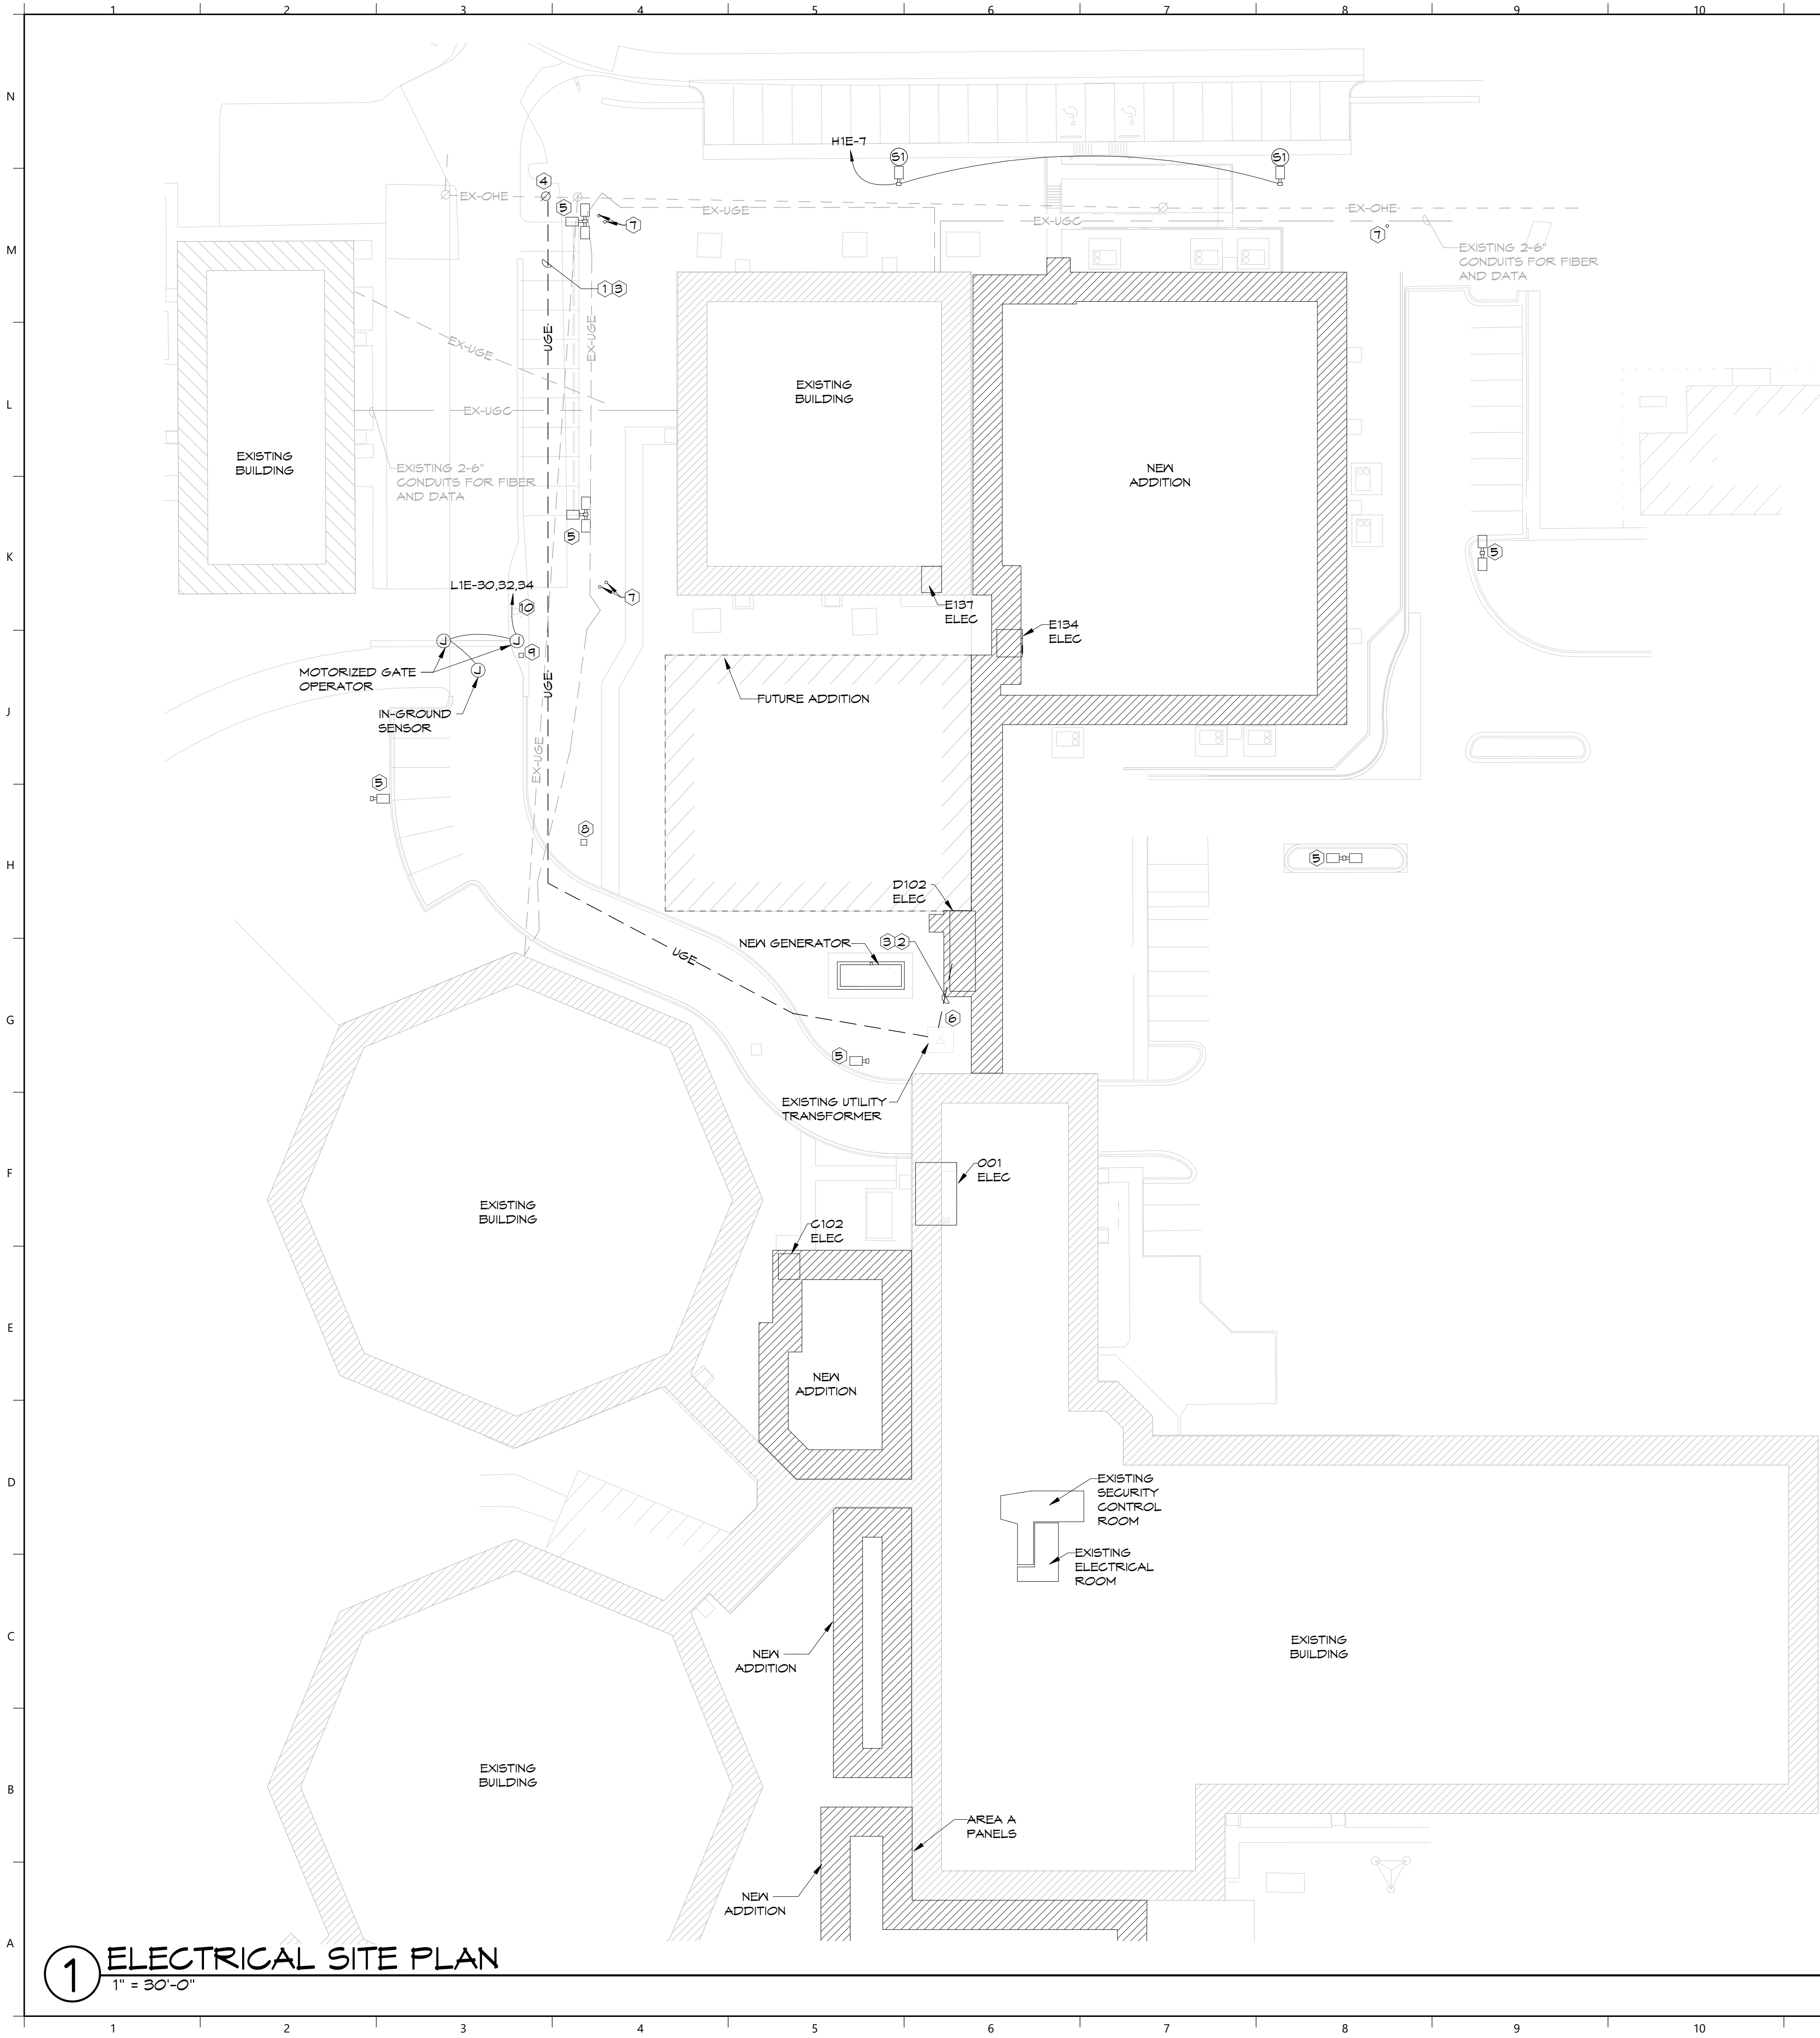 1 2 3 4 5 6 7 8 9 10
N
H1E-7
S1
S1
4
M
EX-OHE
5
7
EX-UGE
EX-UGC
EX-OHE
7
EXISTING 2-6"
CONDUITS FOR FIBER
AND DATA
1 3
UGE
EX-UGE
EX-UGE
L
EXISTING
BUILDING
EX-UGC
EXISTING
BUILDING
EXISTING 2-6"
CONDUITS FOR FIBER
AND DATA
NEW
ADDITION
5
K
5
L1E-30,32,34
10
7
E137
ELEC
E134
ELEC
J
J
9
J
MOTORIZED GATE
OPERATOR
UGE
FUTURE ADDITION
J
IN-GROUND
SENSOR
EX-UGE
5
8
H
5
D102
ELEC
NEW GENERATOR
3 2
UGE
G
6
5
EXISTING UTILITY
TRANSFORMER
F
001
ELEC
EXISTING
BUILDING
C102
ELEC
E
NEW
ADDITION
D
EXISTING
SECURITY
CONTROL
ROOM
EXISTING
ELECTRICAL
ROOM
C
NEW
ADDITION
EXISTING
BUILDING
B
EXISTING
BUILDING
AREA A
PANELS
NEW
ADDITION
A
1
ELECTRICAL SITE PLAN
1" = 30'-0"
1 2 3 4 5 6 7 8 9 10